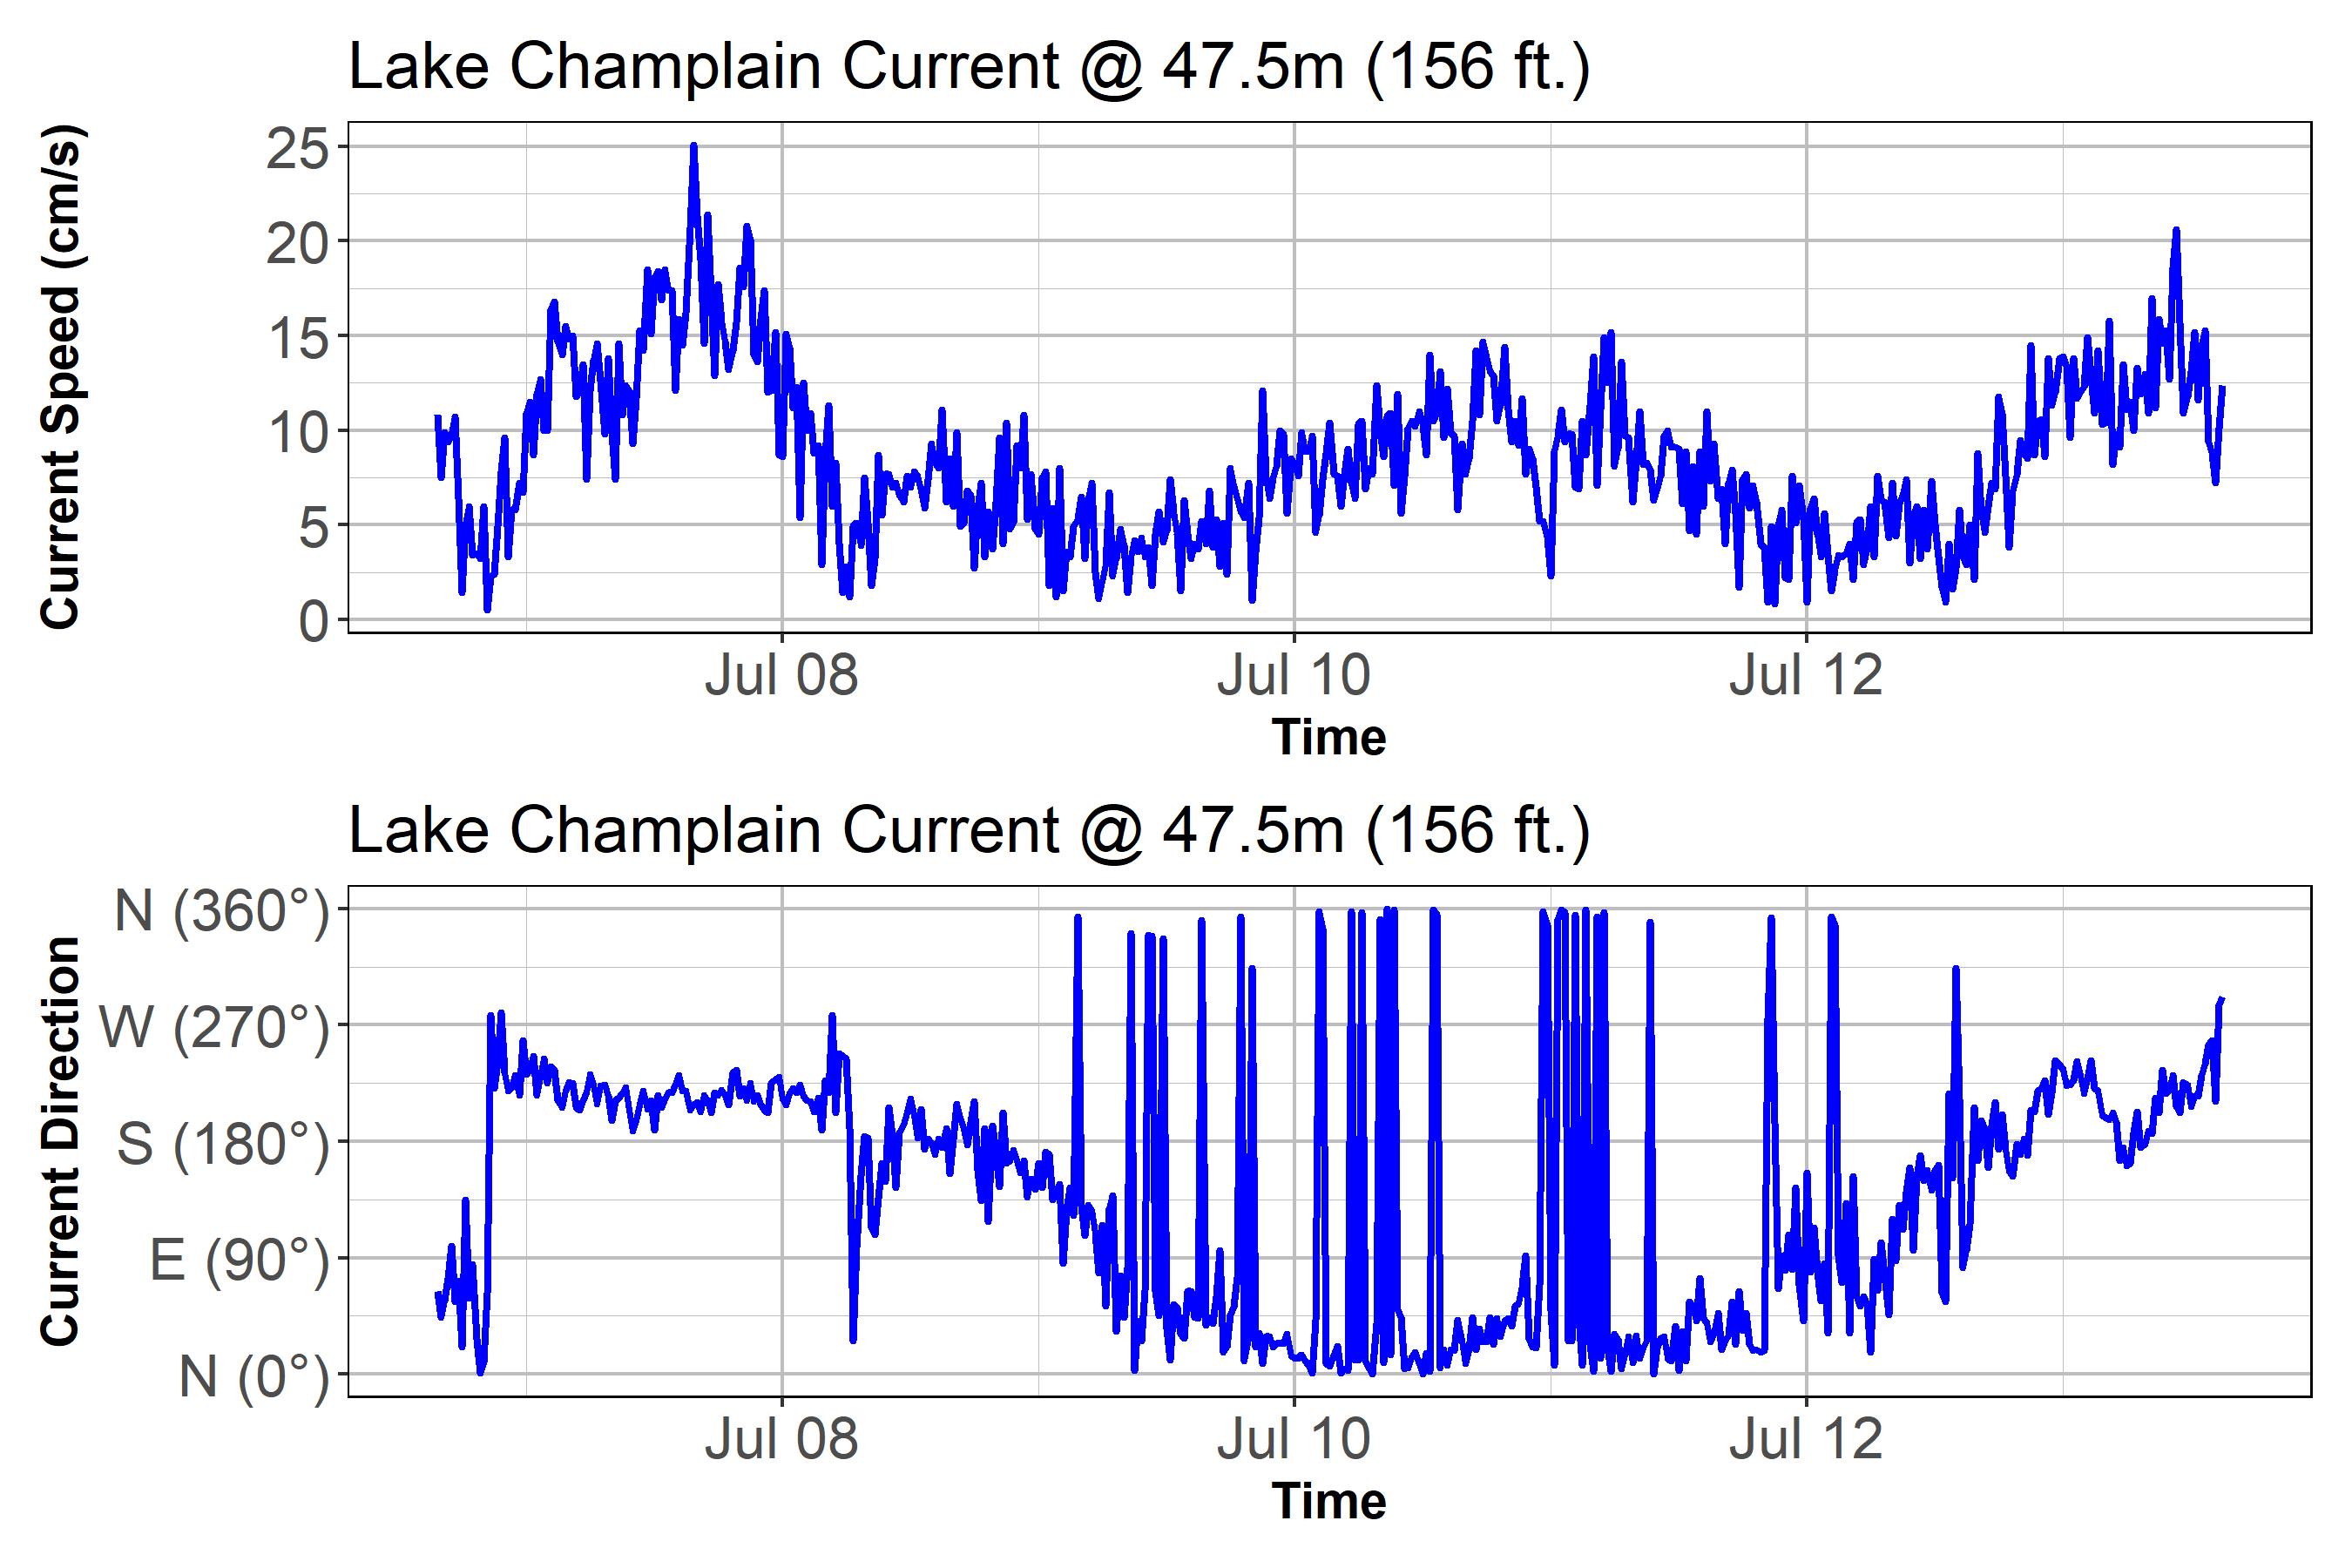 Lake Champlain Current @ 47.5m (156 ft.)
Current Speed (cm/s)
25
20
15
10
5
0
Jul 08 Jul 10 Jul 12
Time
Lake Champlain Current @ 47.5m (156 ft.)
Current Direction
N (360°)
W (270°)
S (180°)
E (90°)
N (0°)
Jul 08 Jul 10 Jul 12
Time